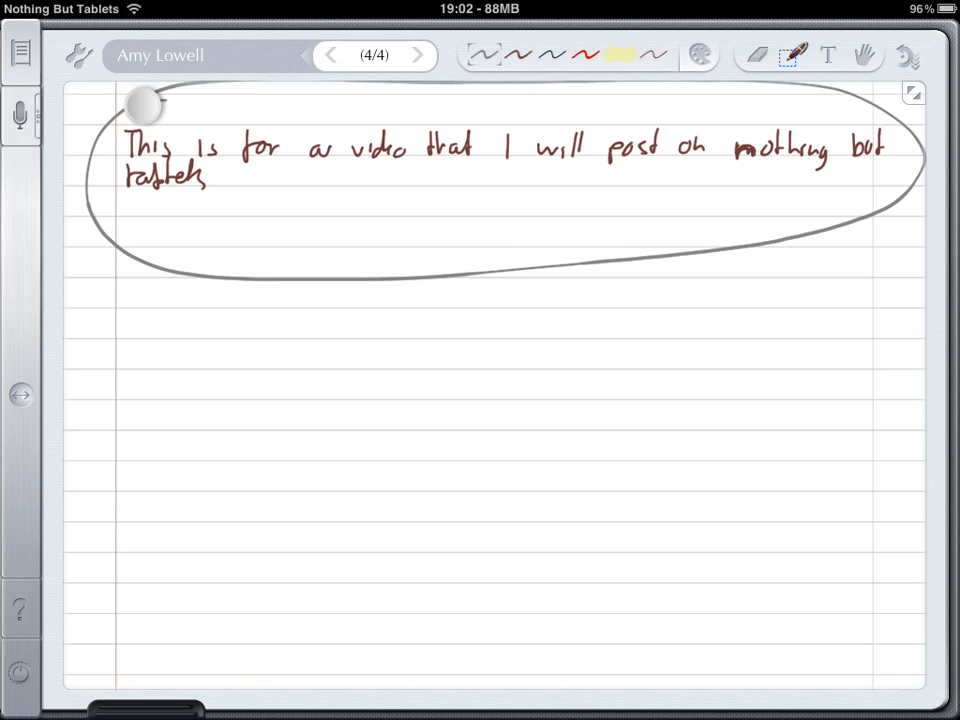 Nothing But Tablets 19:02 - 88MB 96%
Amy Lowell (4/4) T
This is for a video that I will post on nothing but
tablets
?